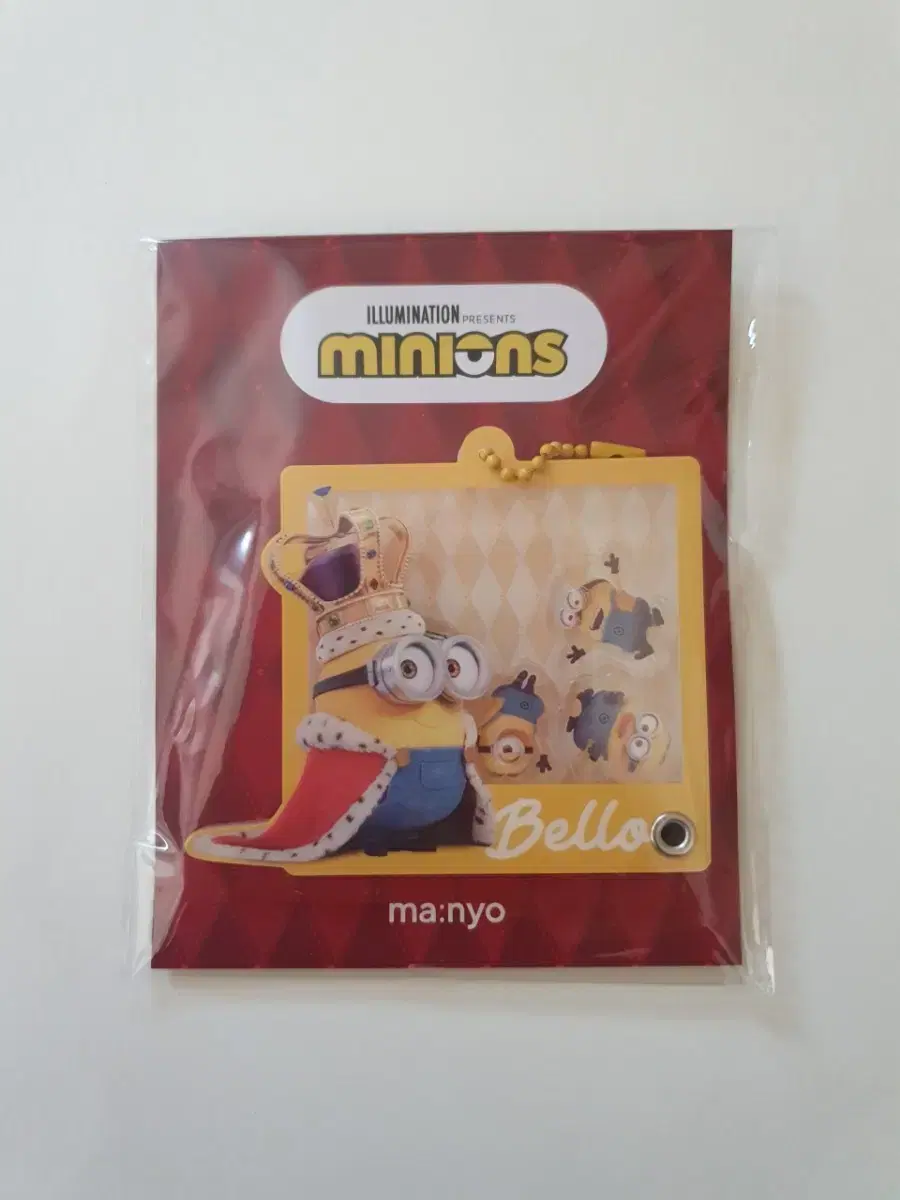 ILLUMINATION PRESENTS
minions
Bello
ma:nyo